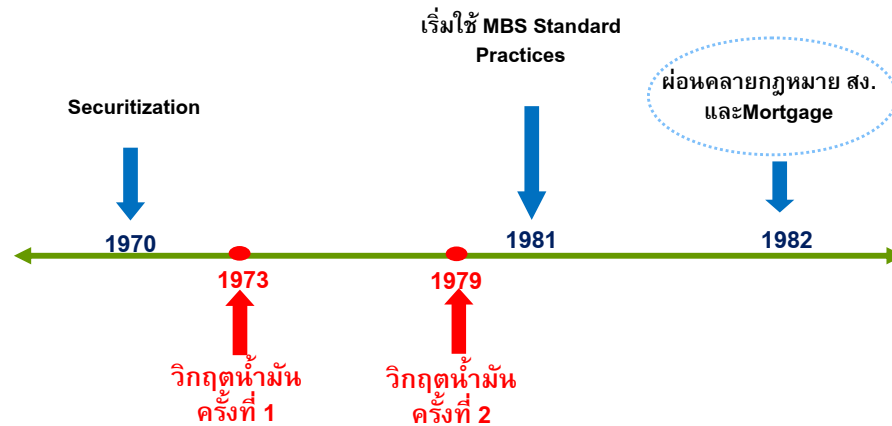 เริ่มใช้ MBS Standard
Practices
ผ่อนคลายกฎหมาย สง.
และMortgage
Securitization
1970
1981
1982
1973
1979
วิกฤตน้ำมัน
ครั้งที่ 1
วิกฤตน้ำมัน
ครั้งที่ 2